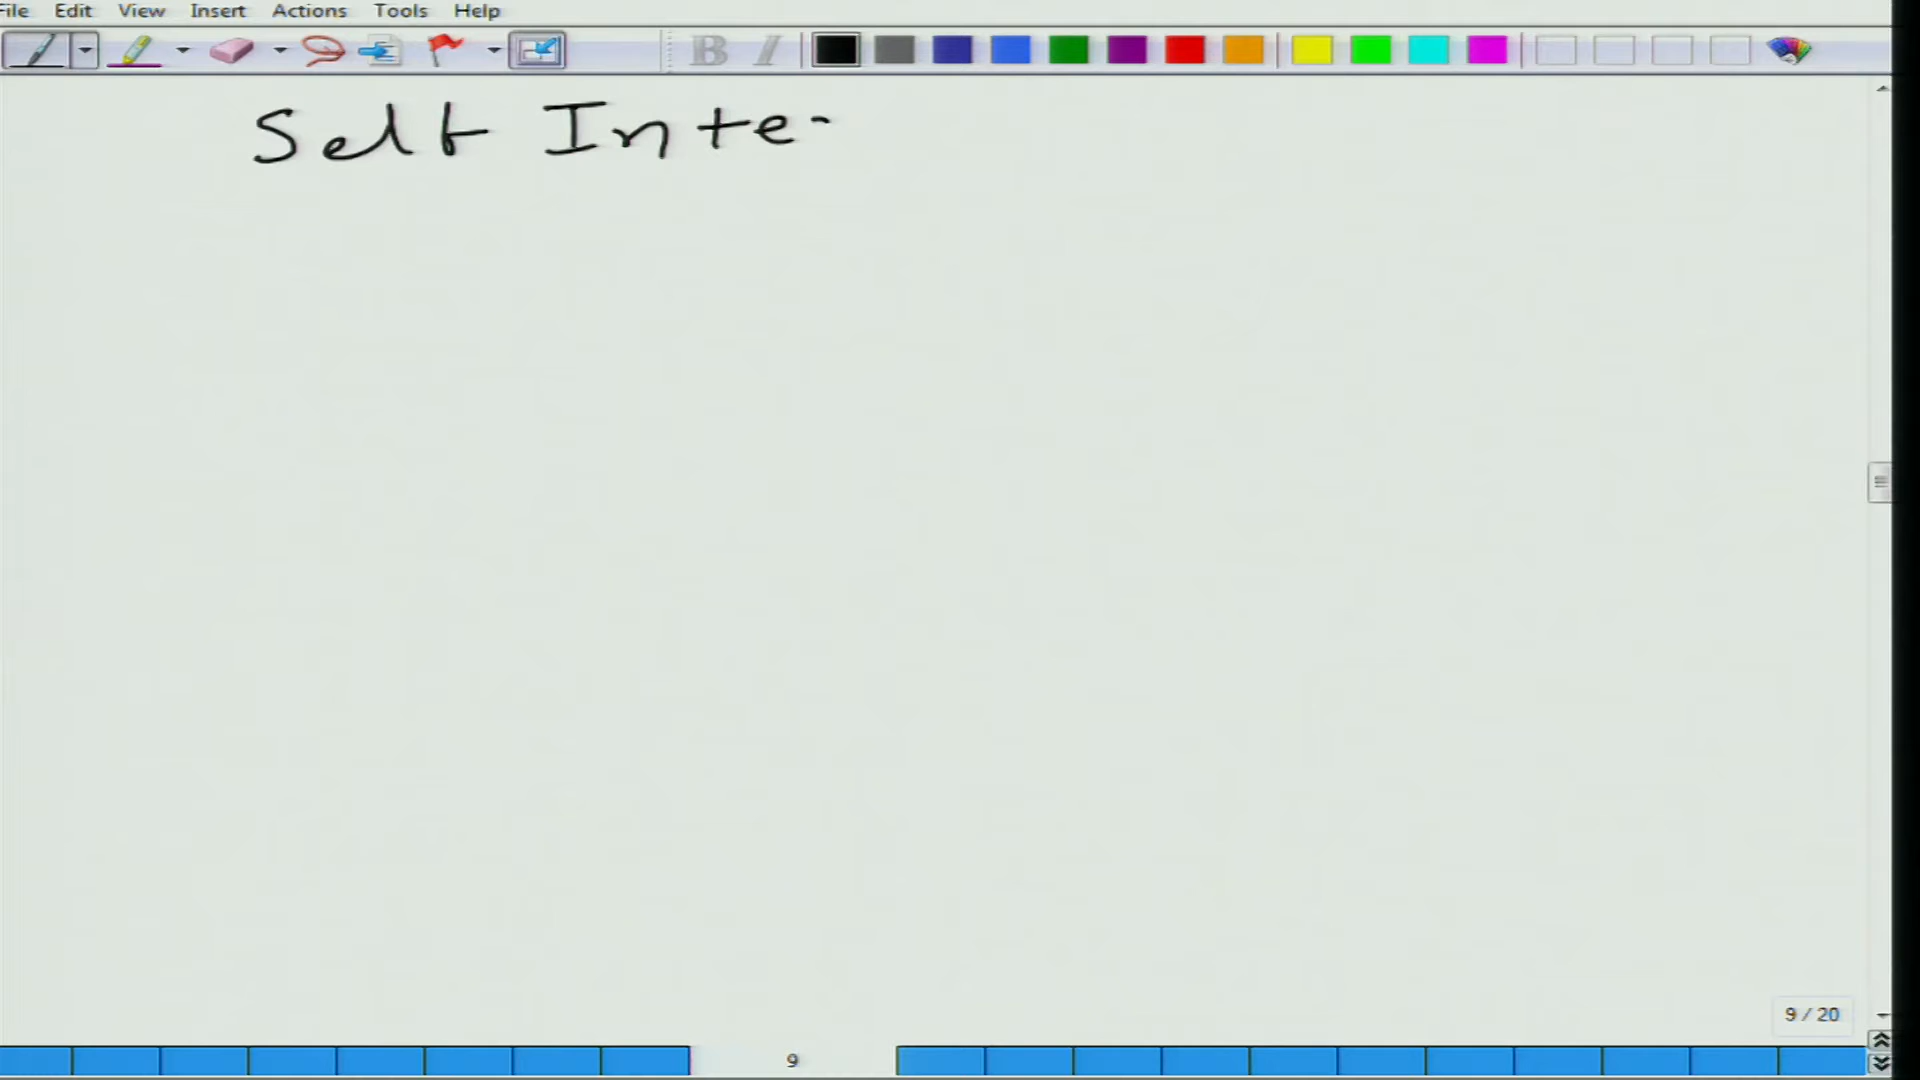 File Edit View Insert Actions Tools Help
B I
Self Inte
9 / 20
9